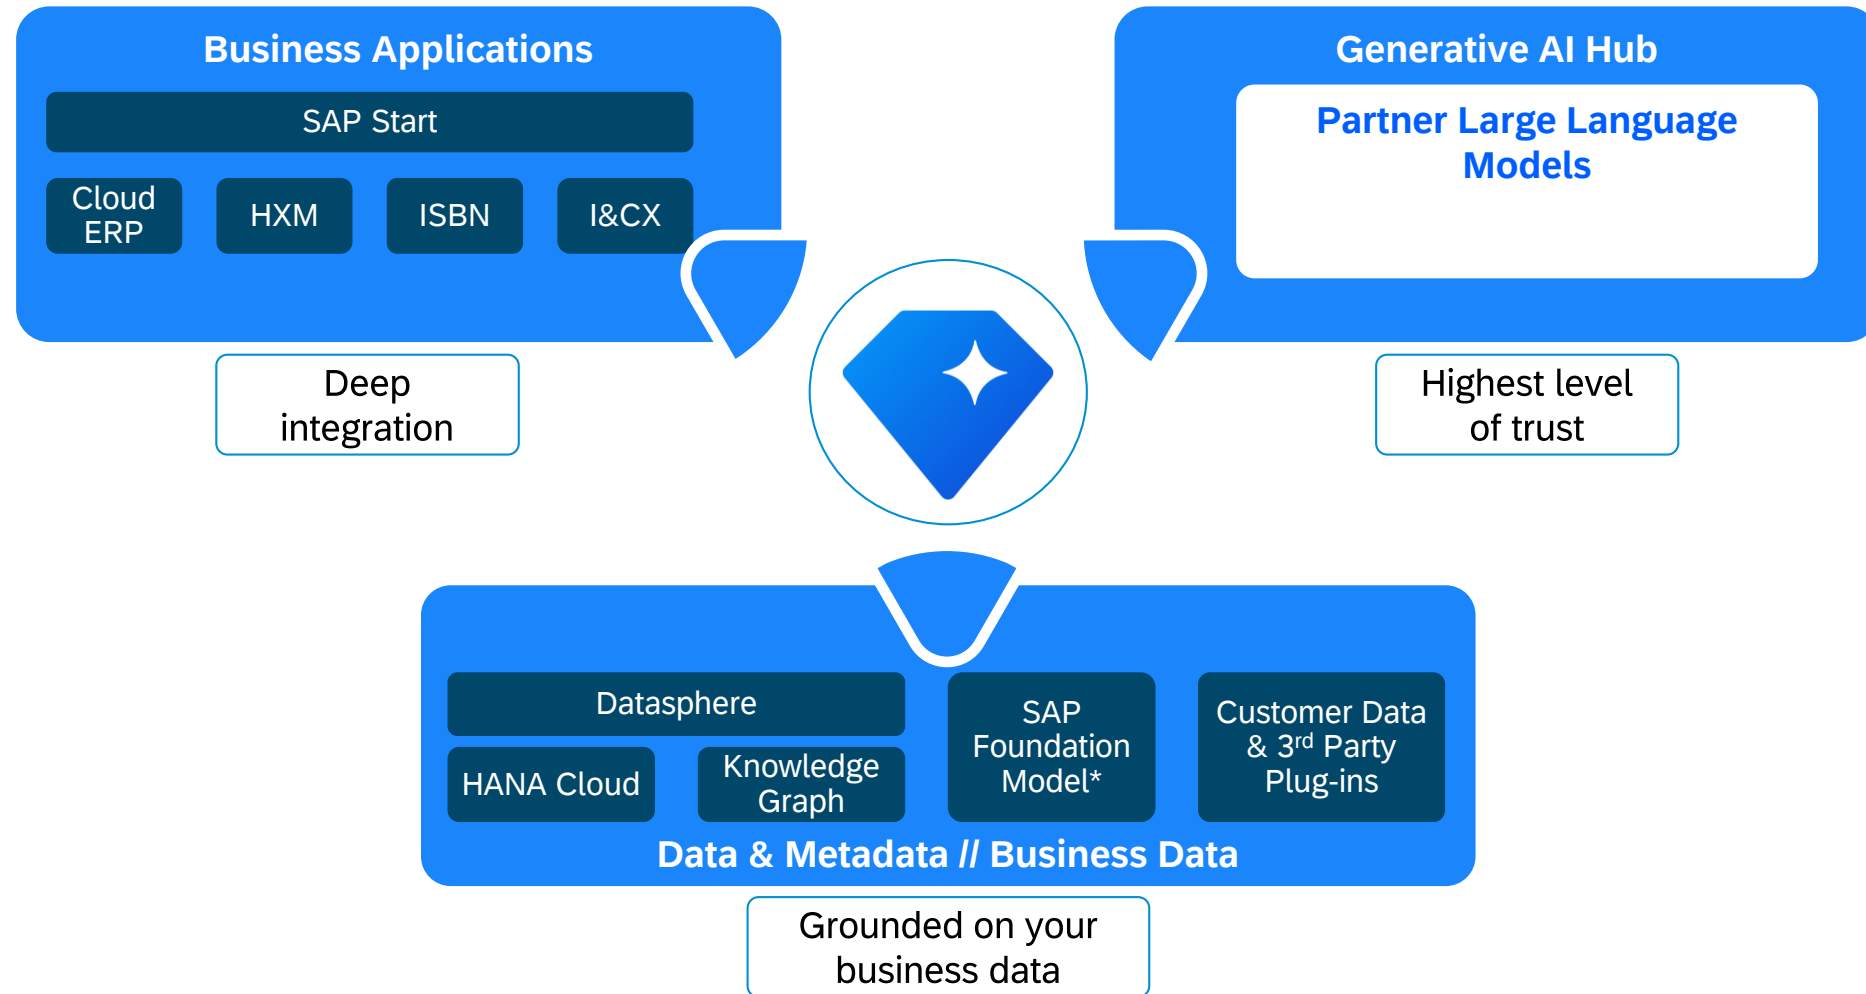 Business Applications
SAP Start
Cloud
ERP
HXM
ISBN
I&CX
Deep
integration
Generative AI Hub
Partner Large Language
Models
Highest level
of trust
Datasphere
HANA Cloud
Knowledge
Graph
SAP
Foundation
Model*
Customer Data
& 3rd Party
Plug-ins
Data & Metadata // Business Data
Grounded on your
business data